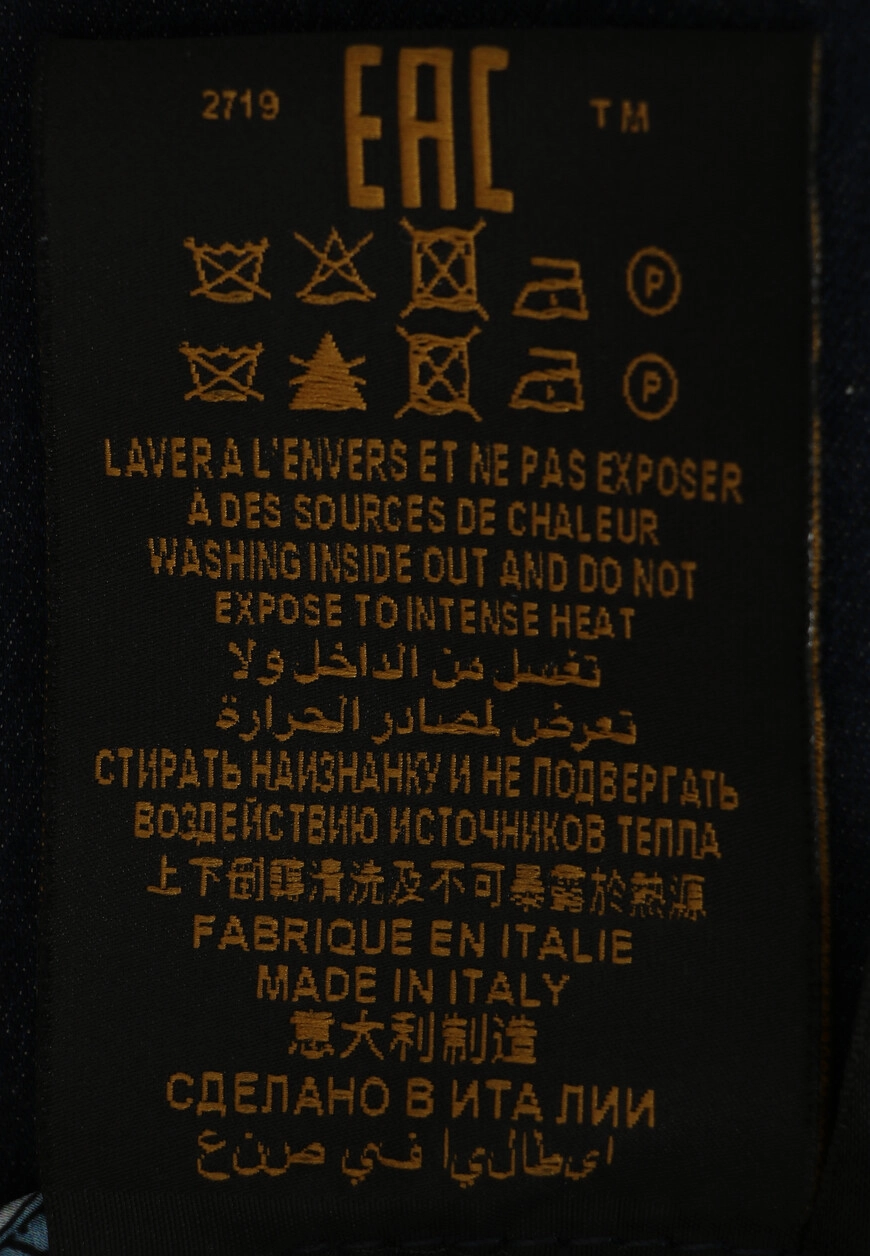 2719 EAC TM
P
P
LAVER A L'ENVERS ET NE PAS EXPOSER
À DES SOURCES DE CHALEUR
WASHING INSIDE OUT AND DO NOT
EXPOSE TO INTENSE HEAT
تغسل من الداخل ولا
تعرض لمصادر الحرارة
СТИРАТЬ НАИЗНАНКУ И НЕ ПОДВЕРГАТЬ
ВОЗДЕЙСТВИЮ ИСТОЧНИКОВ ТЕПЛА
上下倒轉清洗及不可暴露於熱源
FABRIQUE EN ITALIE
MADE IN ITALY
意大利制造
СДЕЛАНО В ИТАЛИИ
ايطاليا في صنع